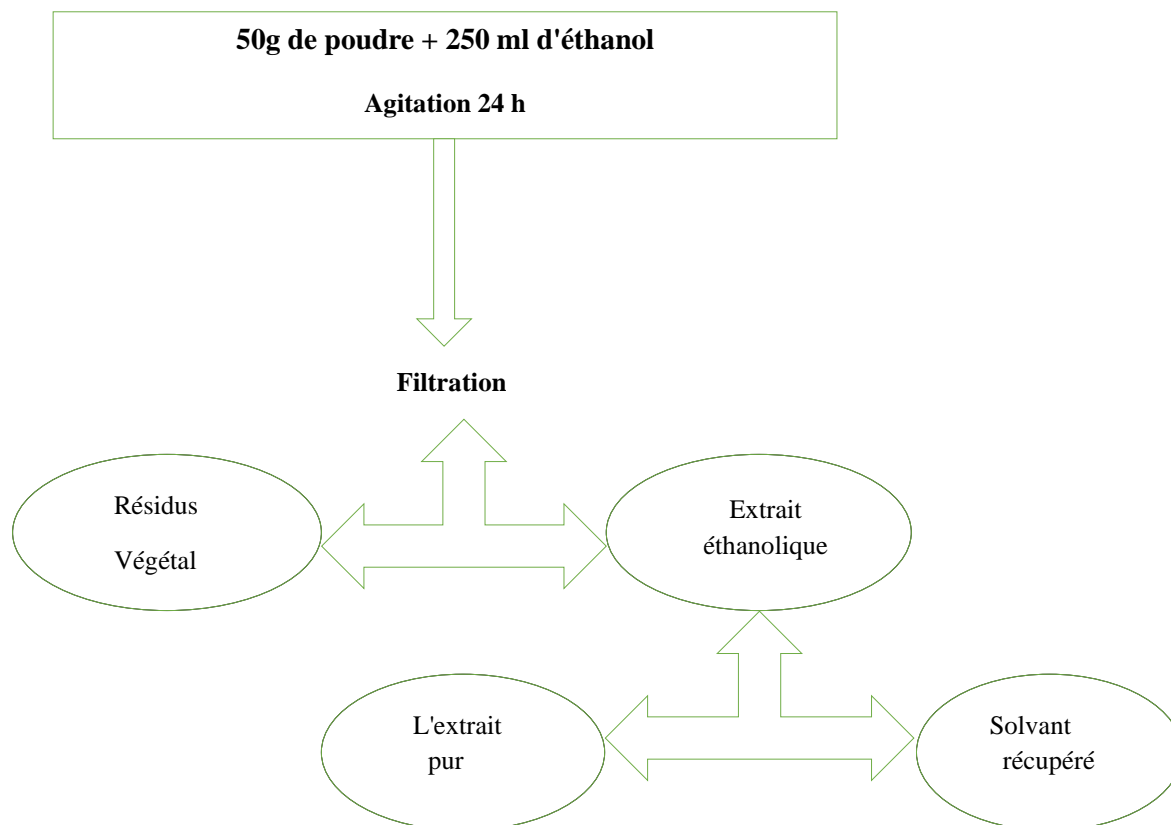 50g de poudre + 250 ml d'éthanol
Agitation 24 h
Filtration
Résidus
Végétal
Extrait
éthanolique
L'extrait
pur
Solvant
récupéré